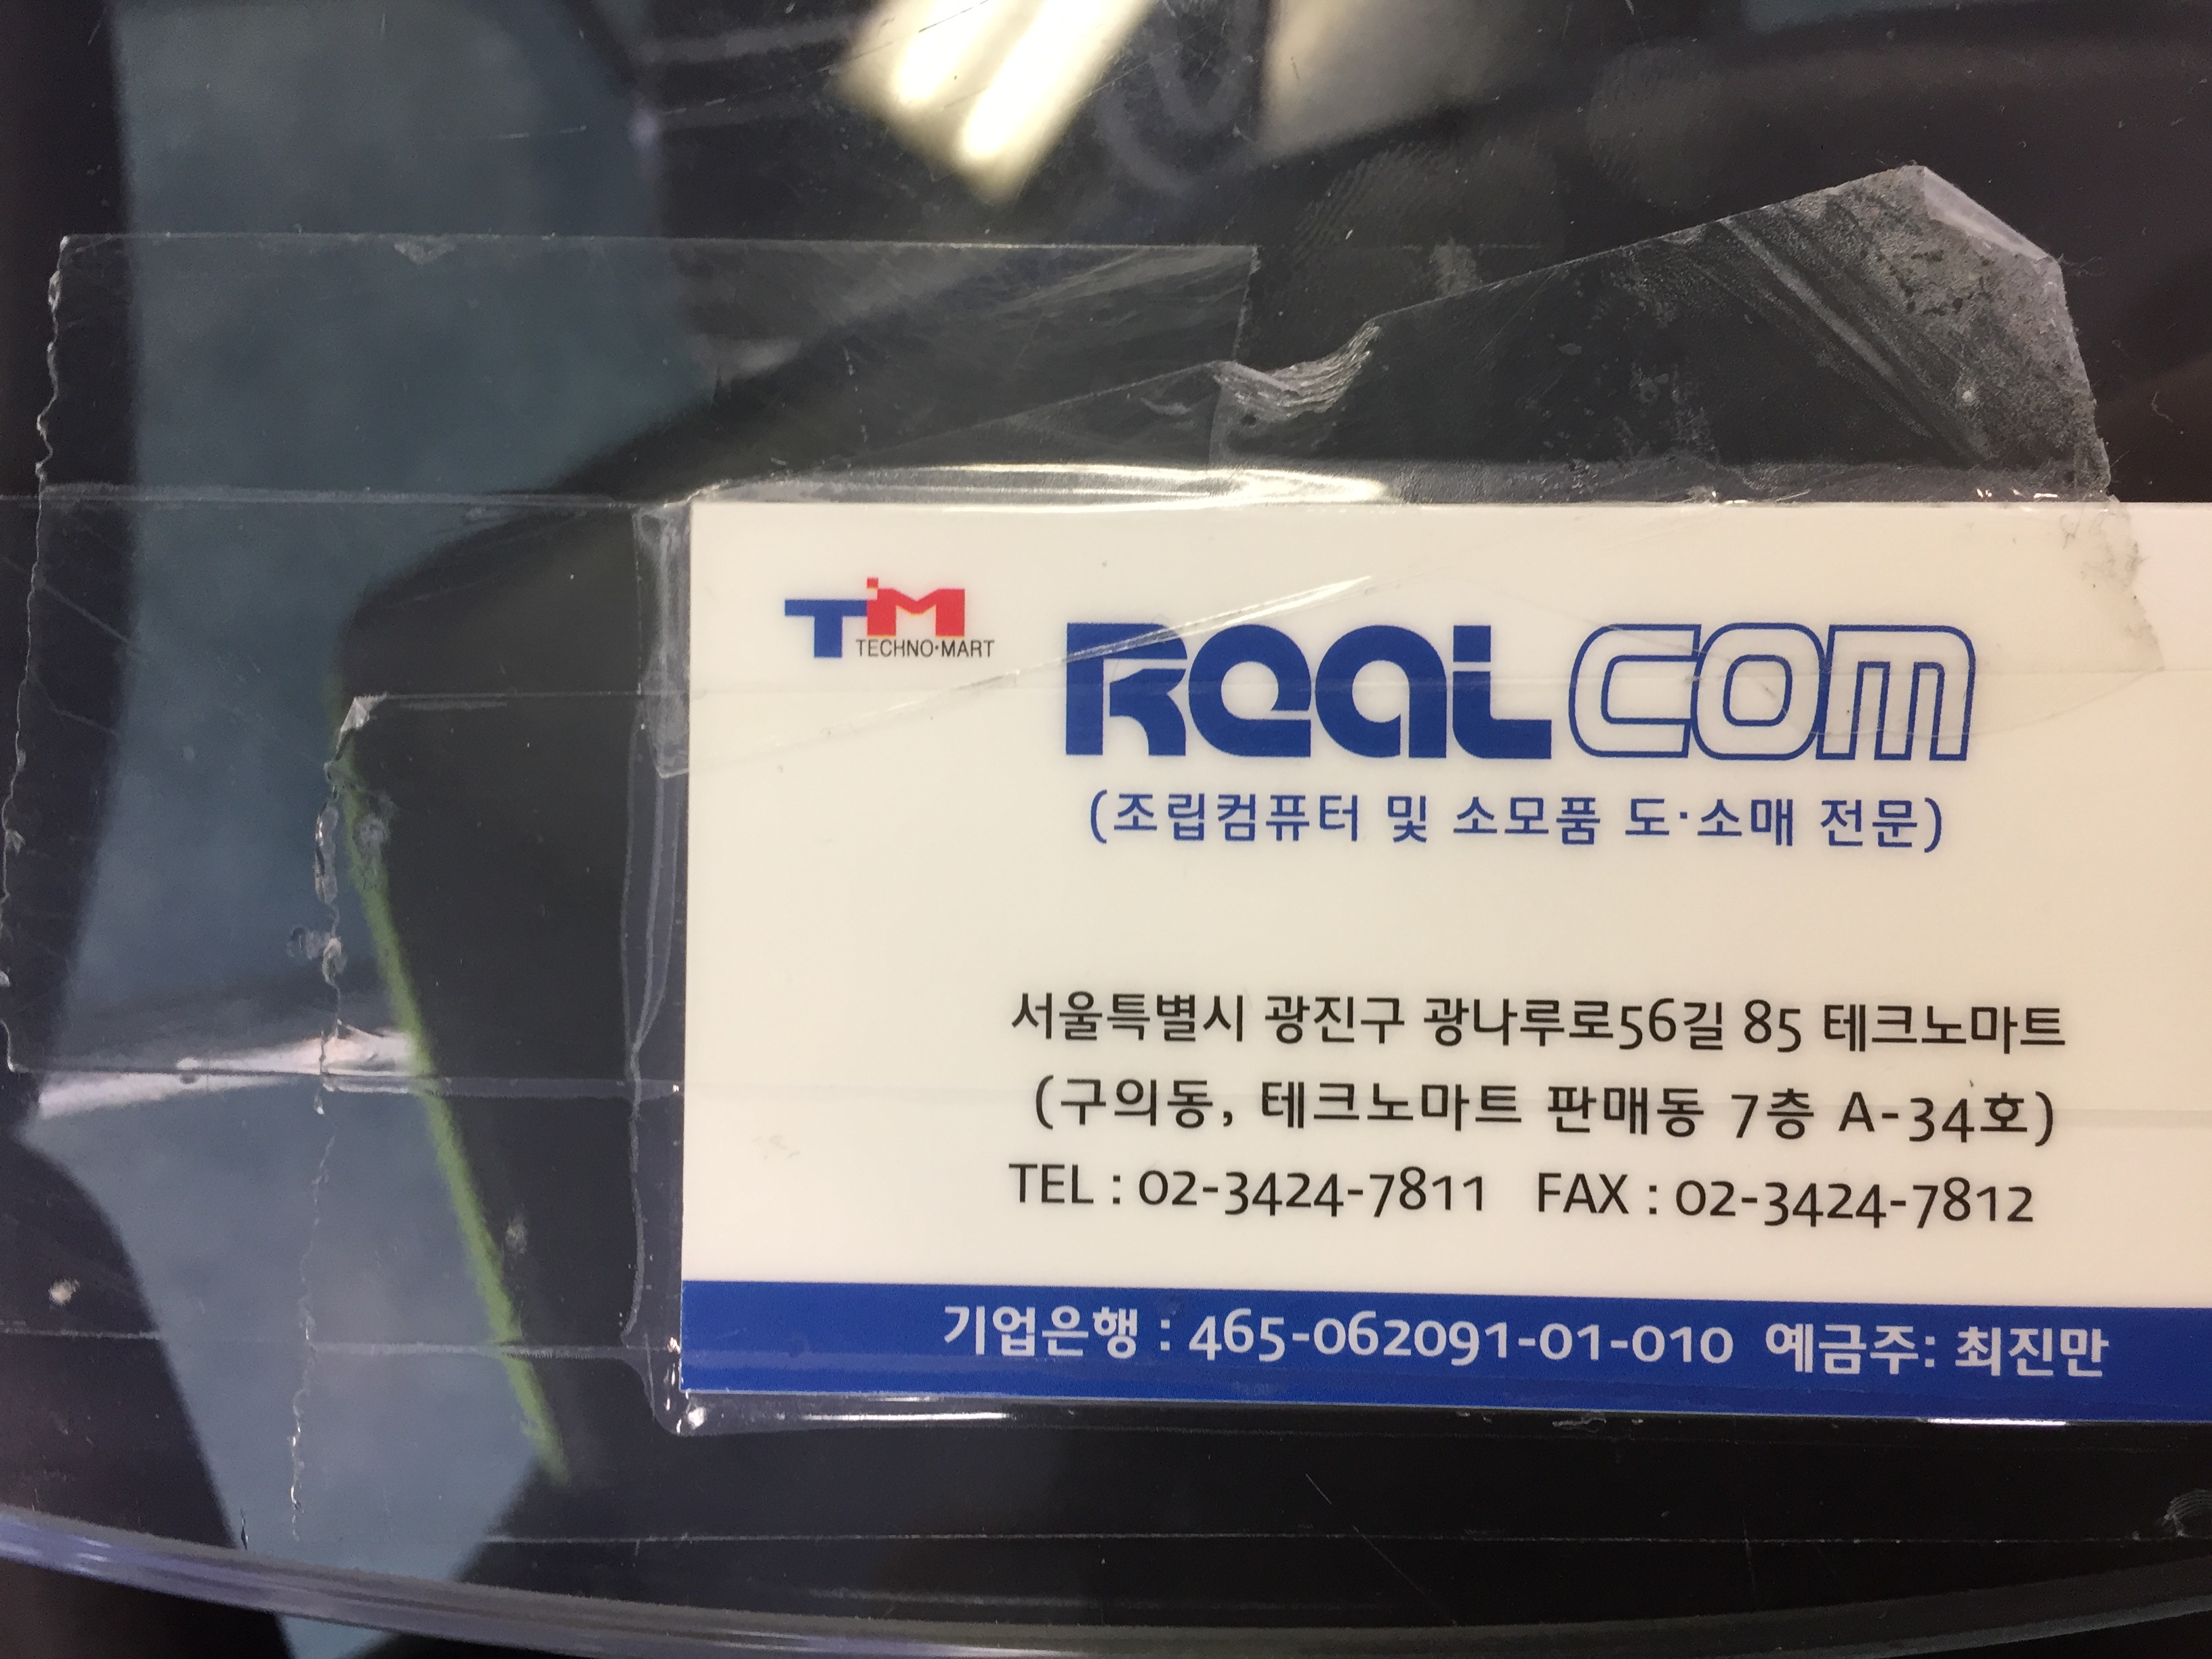 TM
TECHNO·MART
Real com
(조립컴퓨터 및 소모품 도·소매 전문)
서울특별시 광진구 광나루로56길 85 테크노마트
(구의동, 테크노마트 판매동 7층 A-34호)
TEL : 02-3424-7811 FAX : 02-3424-7812
기업은행 : 465-062091-01-010 예금주: 최진만